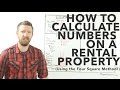 HOW TO
CALCULATE
NUMBERS
ON A
RENTAL
PROPERTY
(Using the Four Square Method!)